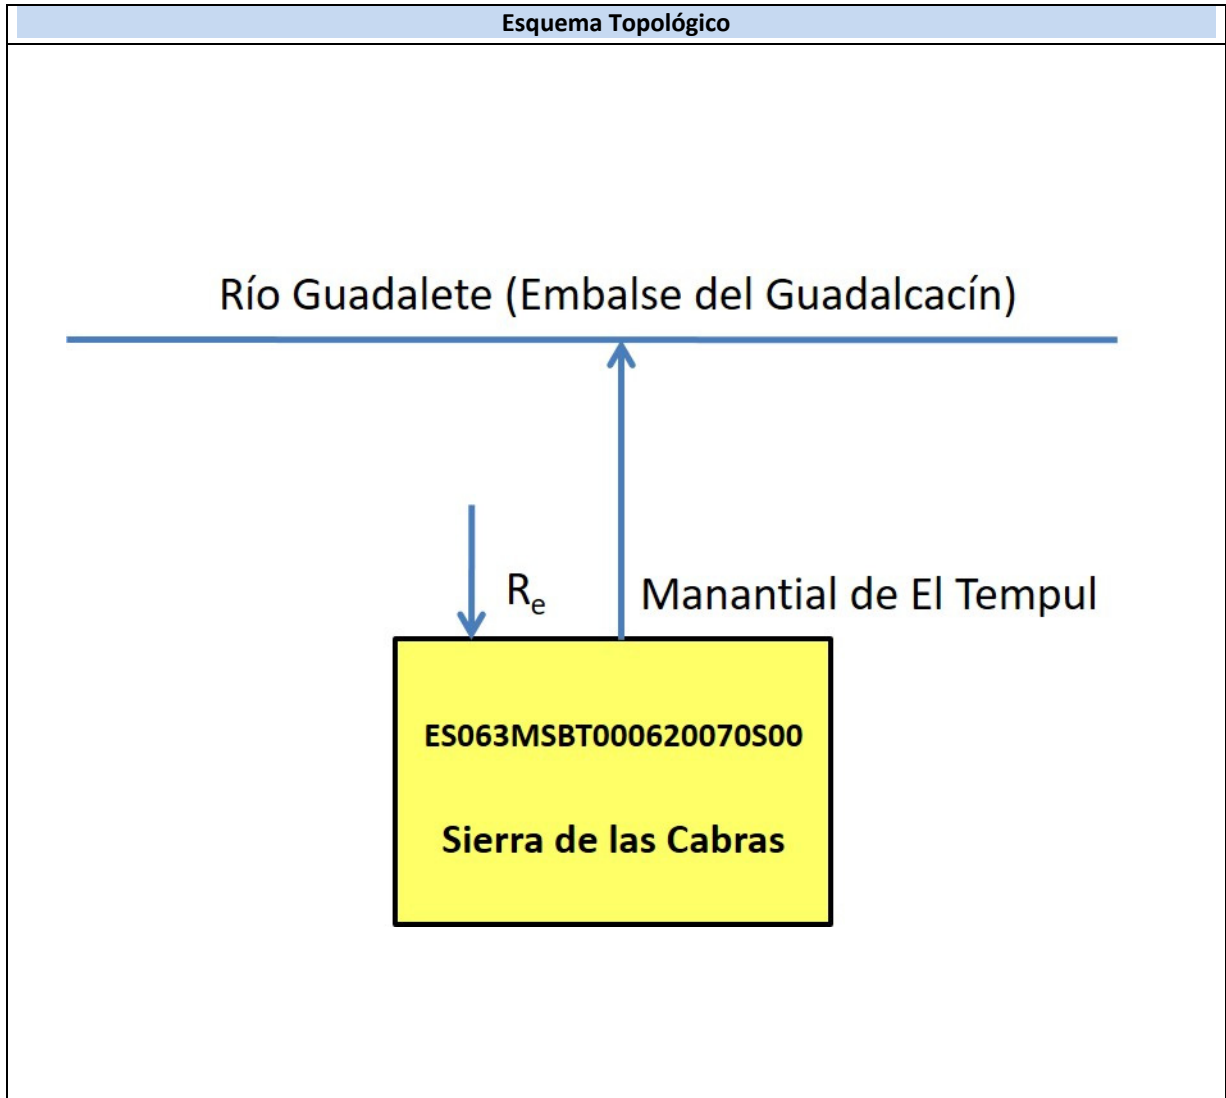 Esquema Topológico
Río Guadalete (Embalse del Guadalcacín)
Re
Manantial de El Tempul
ES063MSBT000620070S00
Sierra de las Cabras